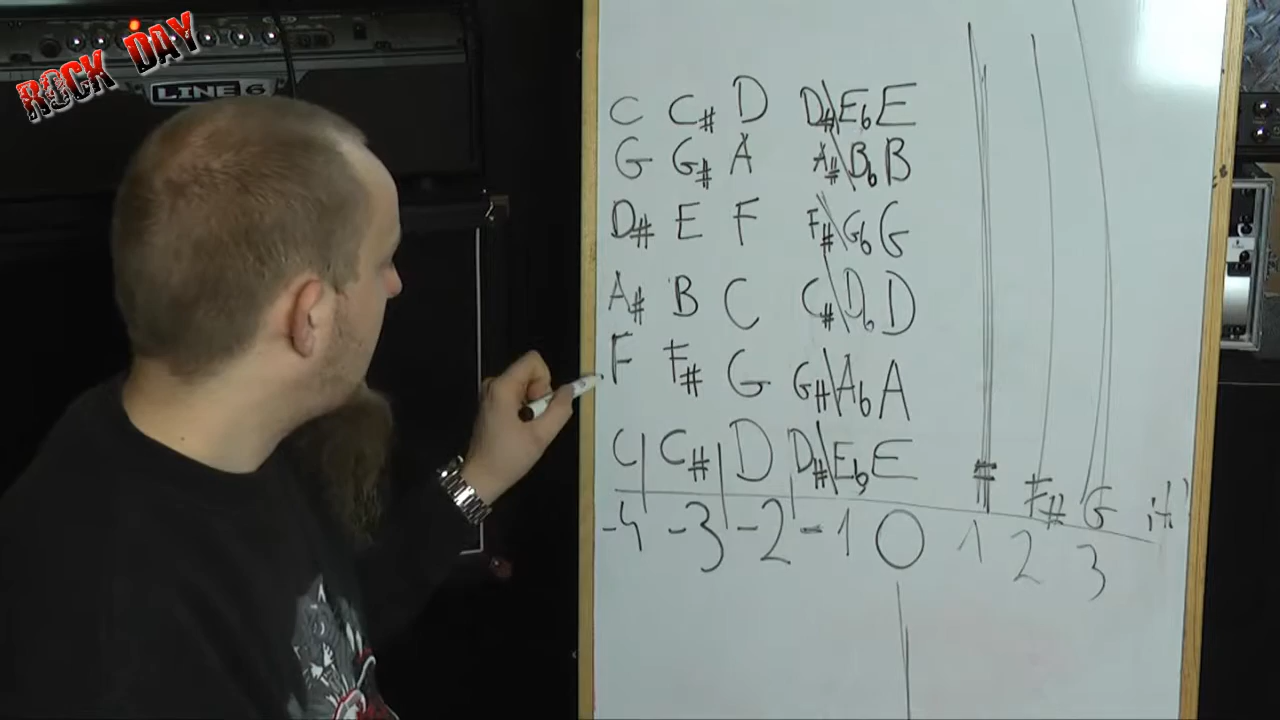 ROCK DAY
LINE 6
C C# D D#\Eb E
G G# A A#\Bb B
D# E F F#\Gb G
A# B C C#\Db D
F F# G G#\Ab A
C C# D D#\Eb E
F# G
-4 -3 -2 -1 0 1 2 3